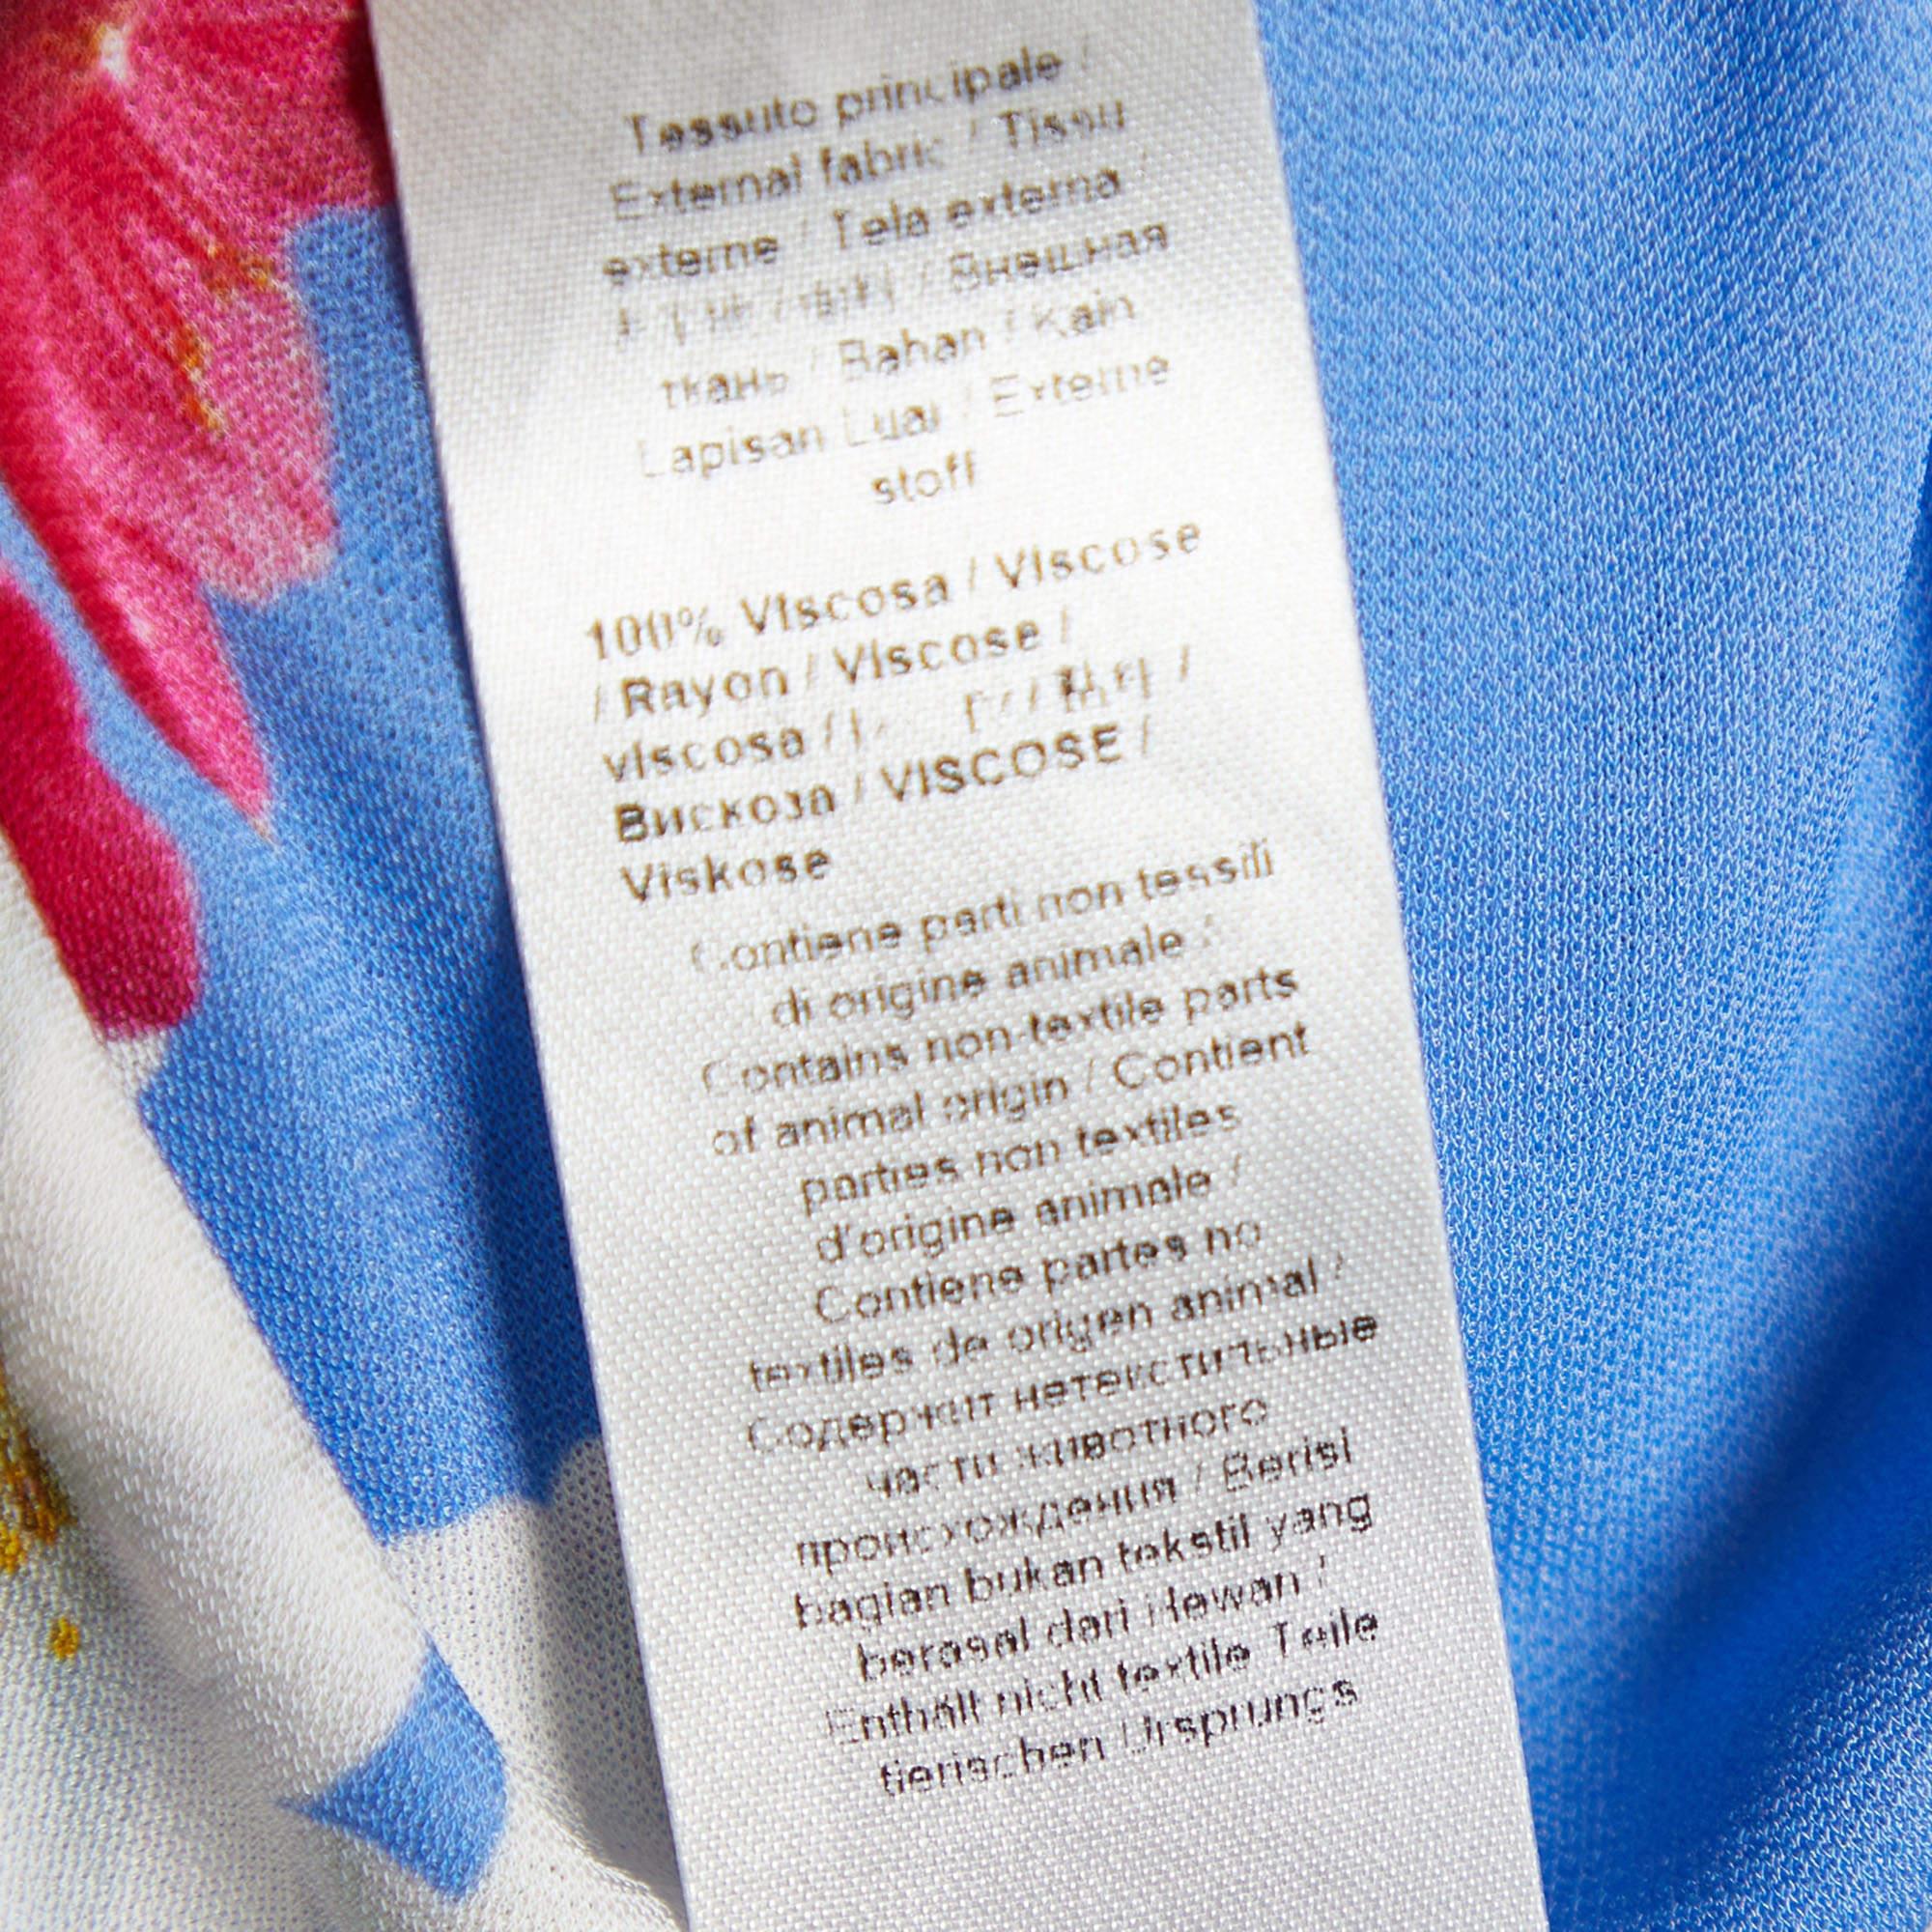 Tessuto principale /
External fabric / Tissu
externe / Tela externa /
/ Внешная
ткань / Bahan / Kain
Lapisan Luar / Externe
stoff
100% Viscosa / Viscose
/ Rayon / Viscose /
viscosa /
Вискоза / VISCOSE /
Viskose
Contiene parti non tessili
di origine animale /
Contains non-textile parts
of animal origin / Contient
parties non textiles
d'origine animale /
Contiene partes no
textiles de origen animal /
Содержит нетекстильные
части животного
происхождения / Berisi
bagian bukan tekstil yang
berasal dari Hewan /
Enthält nicht textile Teile
tierischen Ursprungs